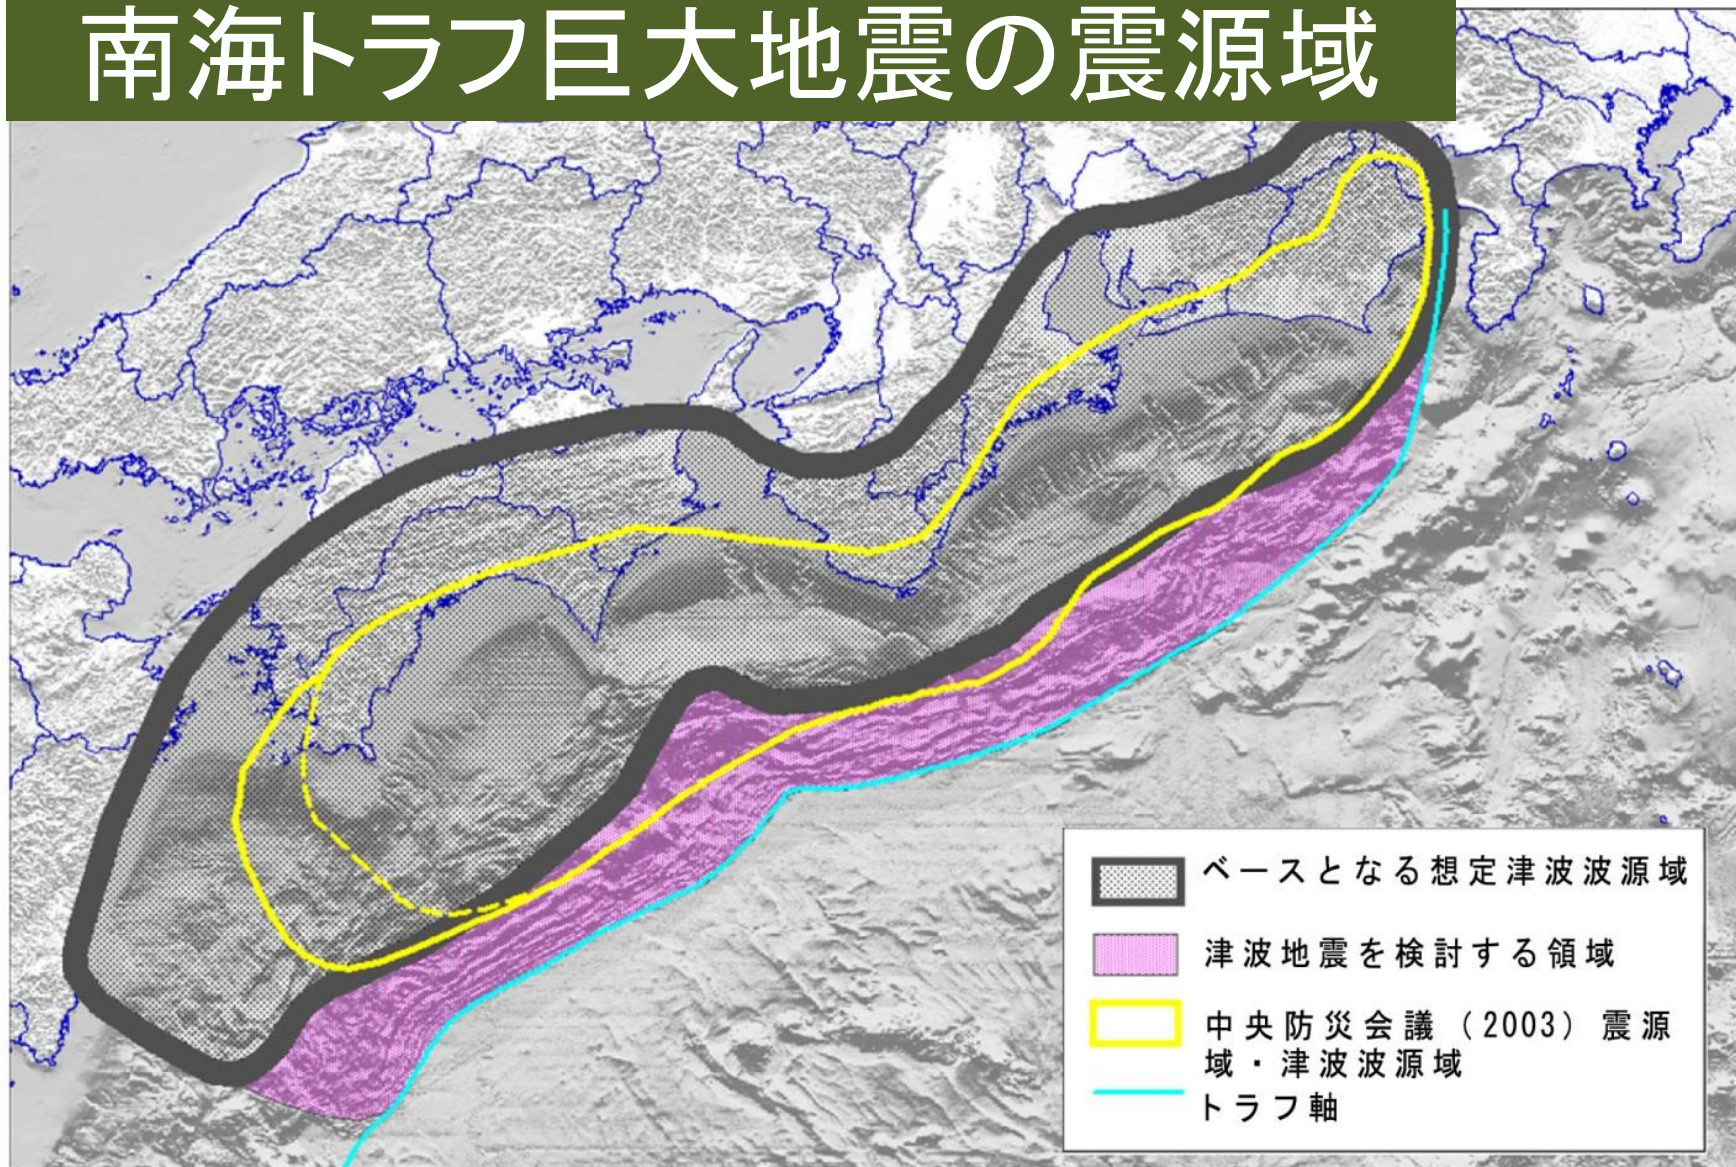 南海トラフ巨大地震の震源域
ベースとなる想定津波波源域
津波地震を検討する領域
中央防災会議（2003）震源
域・津波波源域
トラフ軸